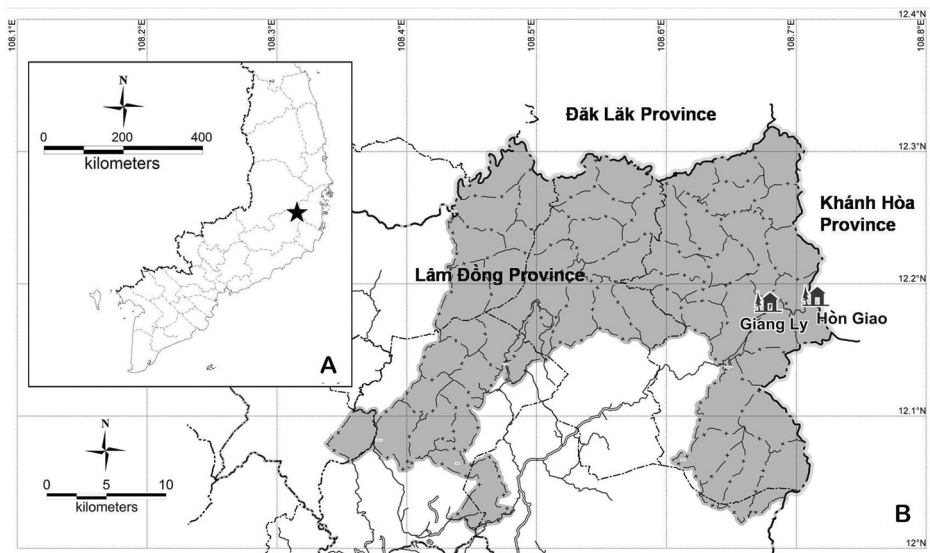 108.1°E
108.2°E
108.3°E
108.4°E
108.5°E
108.6°E
108.7°E
108.8°E
12.4°N
N
0 200 400
kilometers
A
Đăk Lăk Province
12.3°N
Khánh Hòa
Province
Lâm Đồng Province
12.2°N
Giang Ly
Hòn Giao
12.1°N
N
0 5 10
kilometers
B
12°N